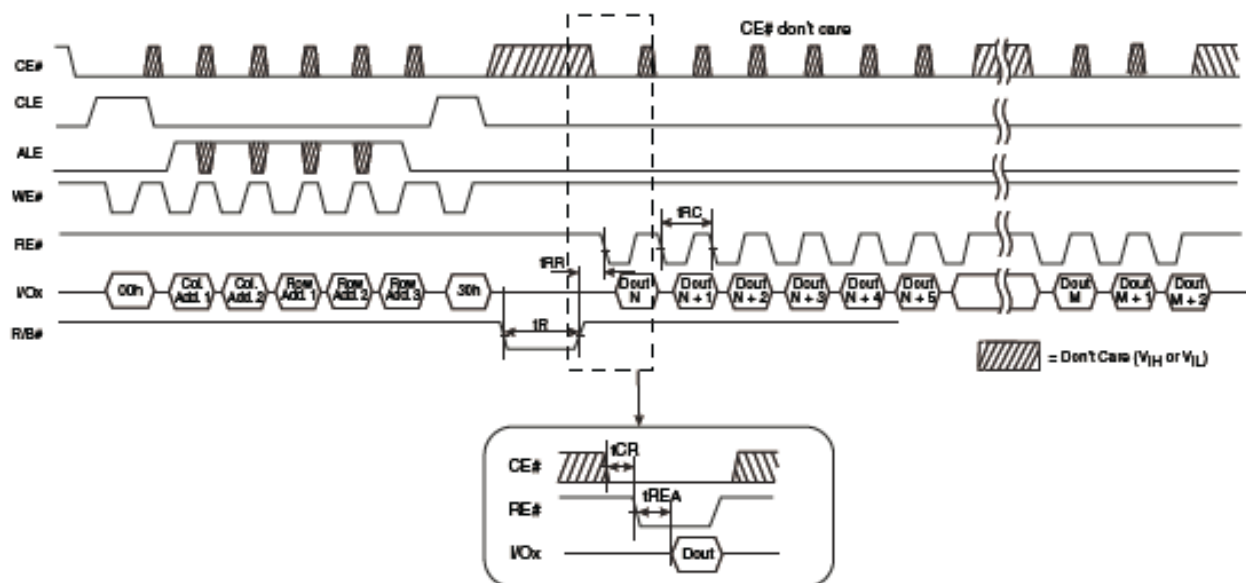 CE# don't care
CE#
CLE
ALE
WE#
tRC
RE#
tRR
I/Ox
00h
Col. Add. 1
Col. Add. 2
Row Add. 1
Row Add. 2
Row Add. 3
30h
Dout N
Dout N + 1
Dout N + 2
Dout N + 3
Dout N + 4
Dout N + 5
Dout M
Dout M + 1
Dout M + 2
tR
R/B#
= Don't Care (VIH or VIL)
tCR
CE#
tREA
RE#
I/Ox
Dout